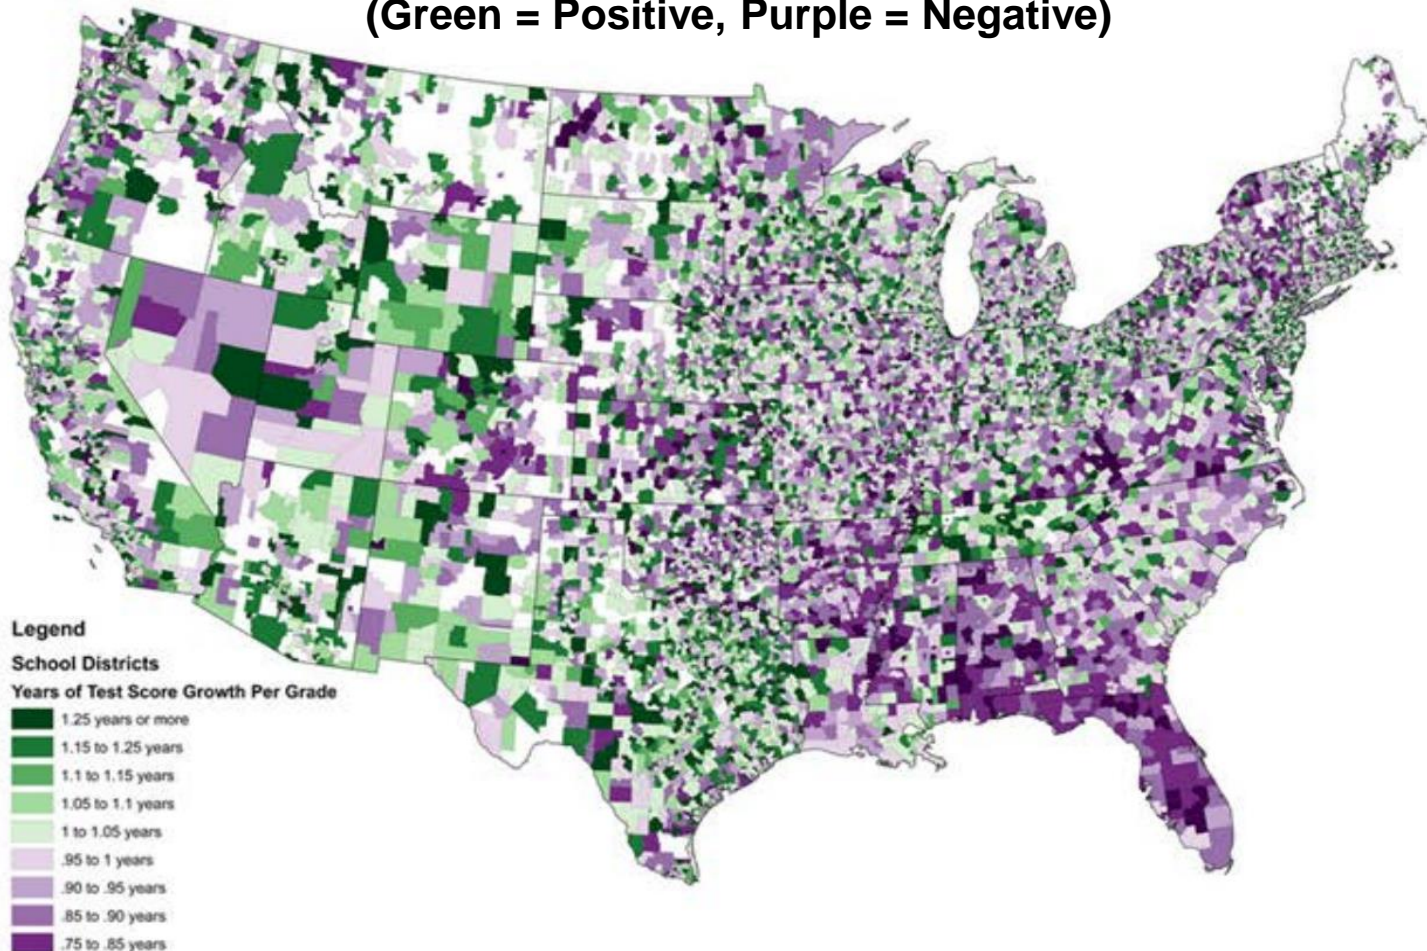 (Green = Positive, Purple = Negative)
Legend
School Districts
Years of Test Score Growth Per Grade
1.25 years or more
1.15 to 1.25 years
1.1 to 1.15 years
1.05 to 1.1 years
1 to 1.05 years
.95 to 1 years
.90 to .95 years
.85 to .90 years
.75 to .85 years